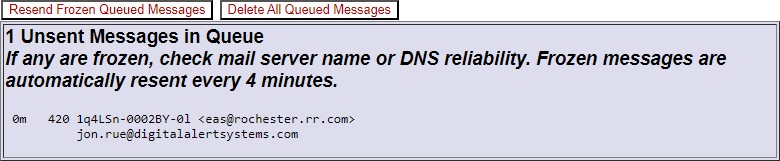 Resend Frozen Queued Messages Delete All Queued Messages
1 Unsent Messages in Queue
If any are frozen, check mail server name or DNS reliability. Frozen messages are
automatically resent every 4 minutes.
0m 420 1q4LSn-0002BY-0l <eas@rochester.rr.com>
jon.rue@digitalalertsystems.com